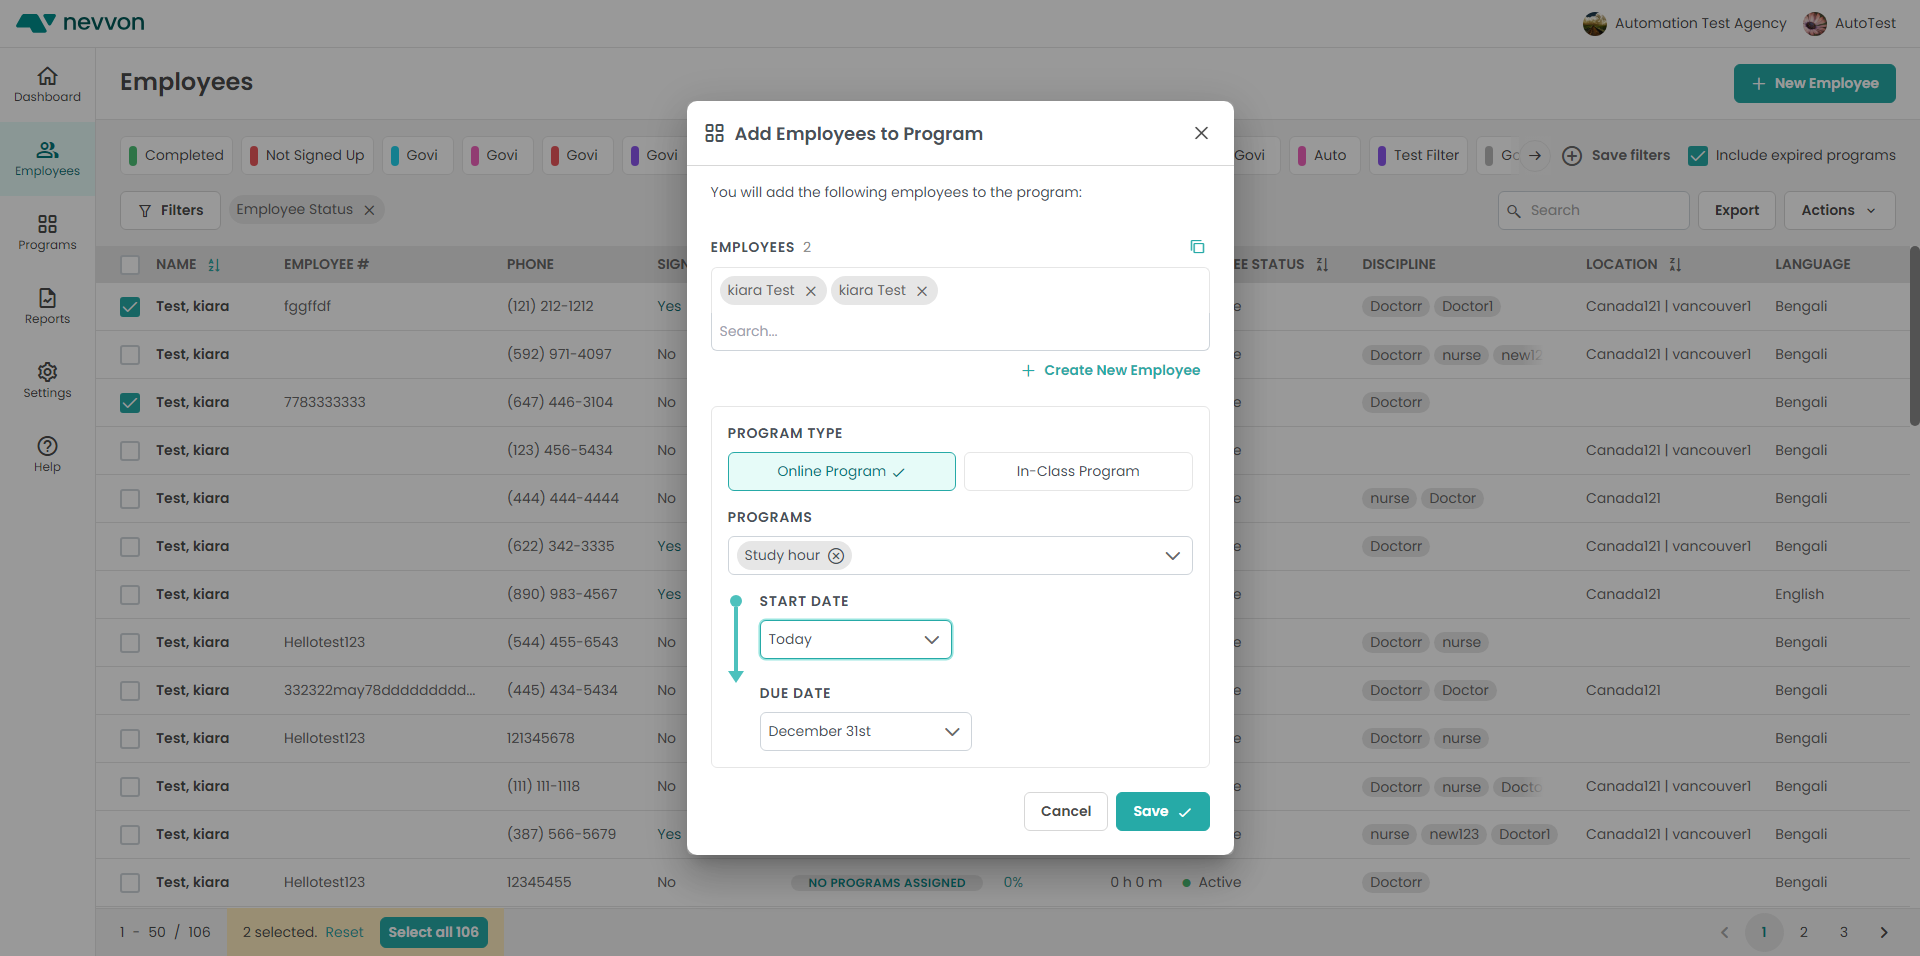 nevvon
Automation Test Agency AutoTest
Dashboard
Employees
Programs
Reports
Settings
Help
Employees
New Employee
Completed Not Signed Up Govi Govi Govi Govi Govi Auto Test Filter Save filters Include expired programs
Filters Employee Status Search Export Actions
NAME EMPLOYEE # PHONE DISCIPLINE LOCATION LANGUAGE
Test, kiara fggffdf (121) 212-1212 Yes Doctorr Doctor1 Canada121 | vancouver1 Bengali
Test, kiara (592) 971-4097 No Doctorr nurse Canada121 | vancouver1 Bengali
Test, kiara 7783333333 (647) 446-3104 No Doctorr Bengali
Test, kiara (123) 456-5434 No Canada121 | vancouver1 Bengali
Test, kiara (444) 444-4444 No nurse Doctor Canada121 Bengali
Test, kiara (622) 342-3335 Yes Doctorr Canada121 | vancouver1 Bengali
Test, kiara (890) 983-4567 Yes Canada121 English
Test, kiara Hellotest123 (544) 455-6543 No Doctorr nurse Bengali
Test, kiara 332322may78dddddddddd... (445) 434-5434 No Doctorr Doctor Canada121 Bengali
Test, kiara Hellotest123 121345678 No Doctorr nurse Bengali
Test, kiara (111) 111-1118 No Doctorr nurse Canada121 | vancouver1 Bengali
Test, kiara (387) 566-5679 Yes nurse new123 Doctor1 Canada121 | vancouver1 Bengali
Test, kiara Hellotest123 12345455 No NO PROGRAMS ASSIGNED 0% 0 h 0 m Active Doctorr Bengali
1 - 50 / 106 2 selected. Reset Select all 106 1 2 3
Add Employees to Program
You will add the following employees to the program:
EMPLOYEES 2
kiara Test kiara Test
Search...
Create New Employee
PROGRAM TYPE
Online Program In-Class Program
PROGRAMS
Study hour
START DATE
Today
DUE DATE
December 31st
Cancel Save